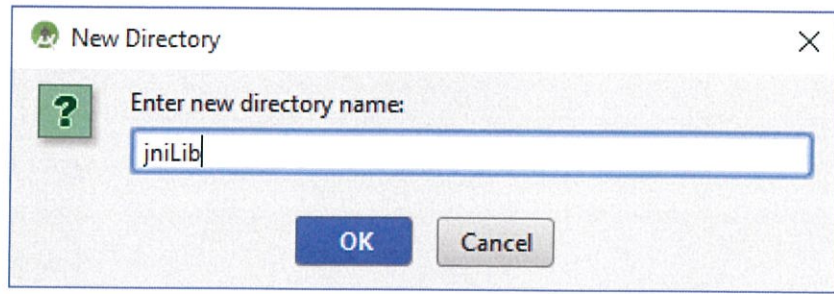 New Directory
Enter new directory name:
jniLib
OK
Cancel